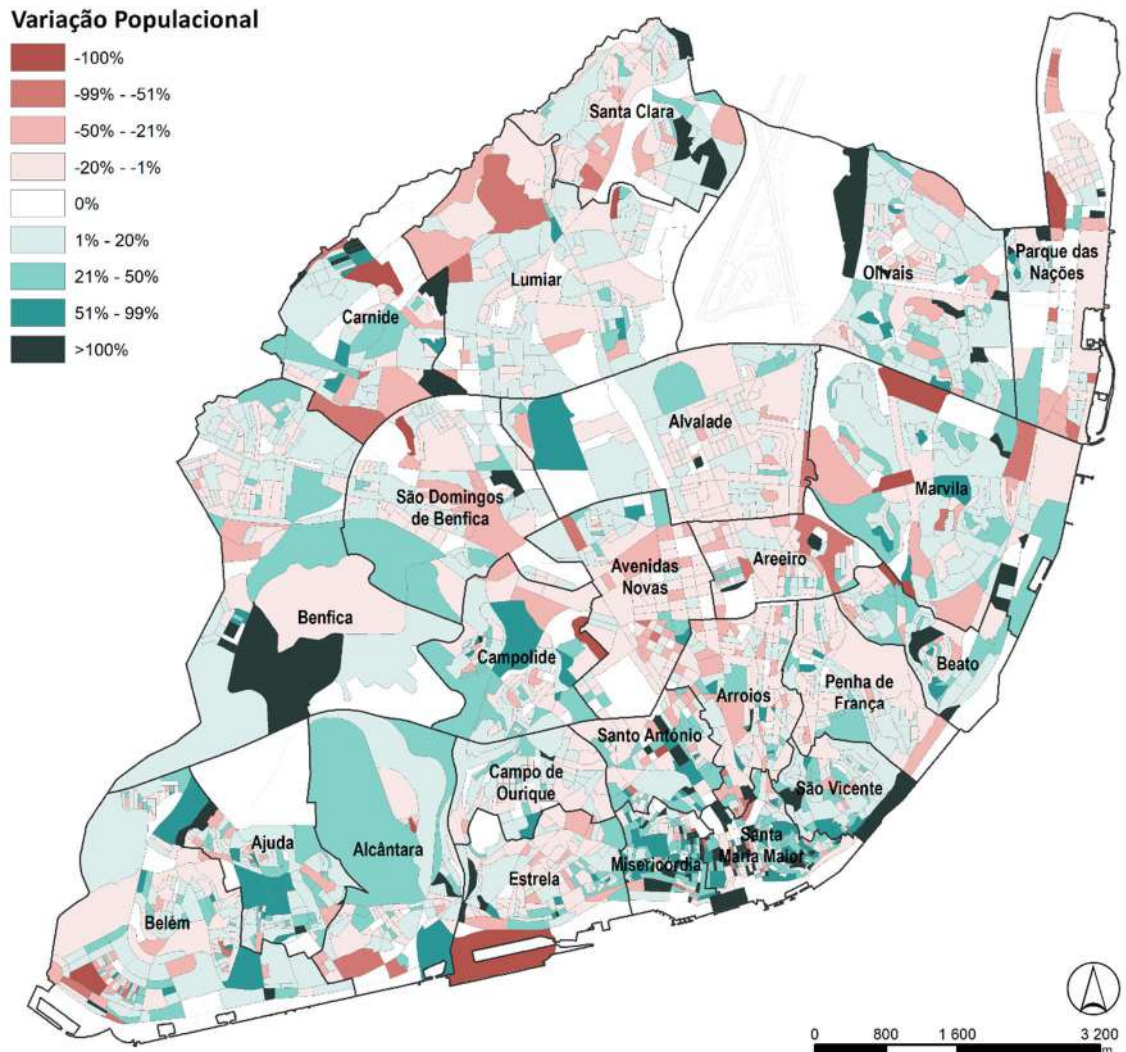 Variação Populacional
-100%
-99% - -51%
-50% - -21%
-20% - -1%
0%
1% - 20%
21% - 50%
51% - 99%
>100%
Santa Clara
Parque das
Nações
Olivais
Lumiar
Carnide
Alvalade
Marvila
São Domingos
de Benfica
Avenidas
Novas
Areeiro
Benfica
Campolide
Beato
Penha de
França
Arroios
Santo António
Campo de
Ourique
São Vicente
Ajuda
Alcântara
Santa
Maria Maior
Misericórdia
Estrela
Belém
0 800 1 600 3 200
m